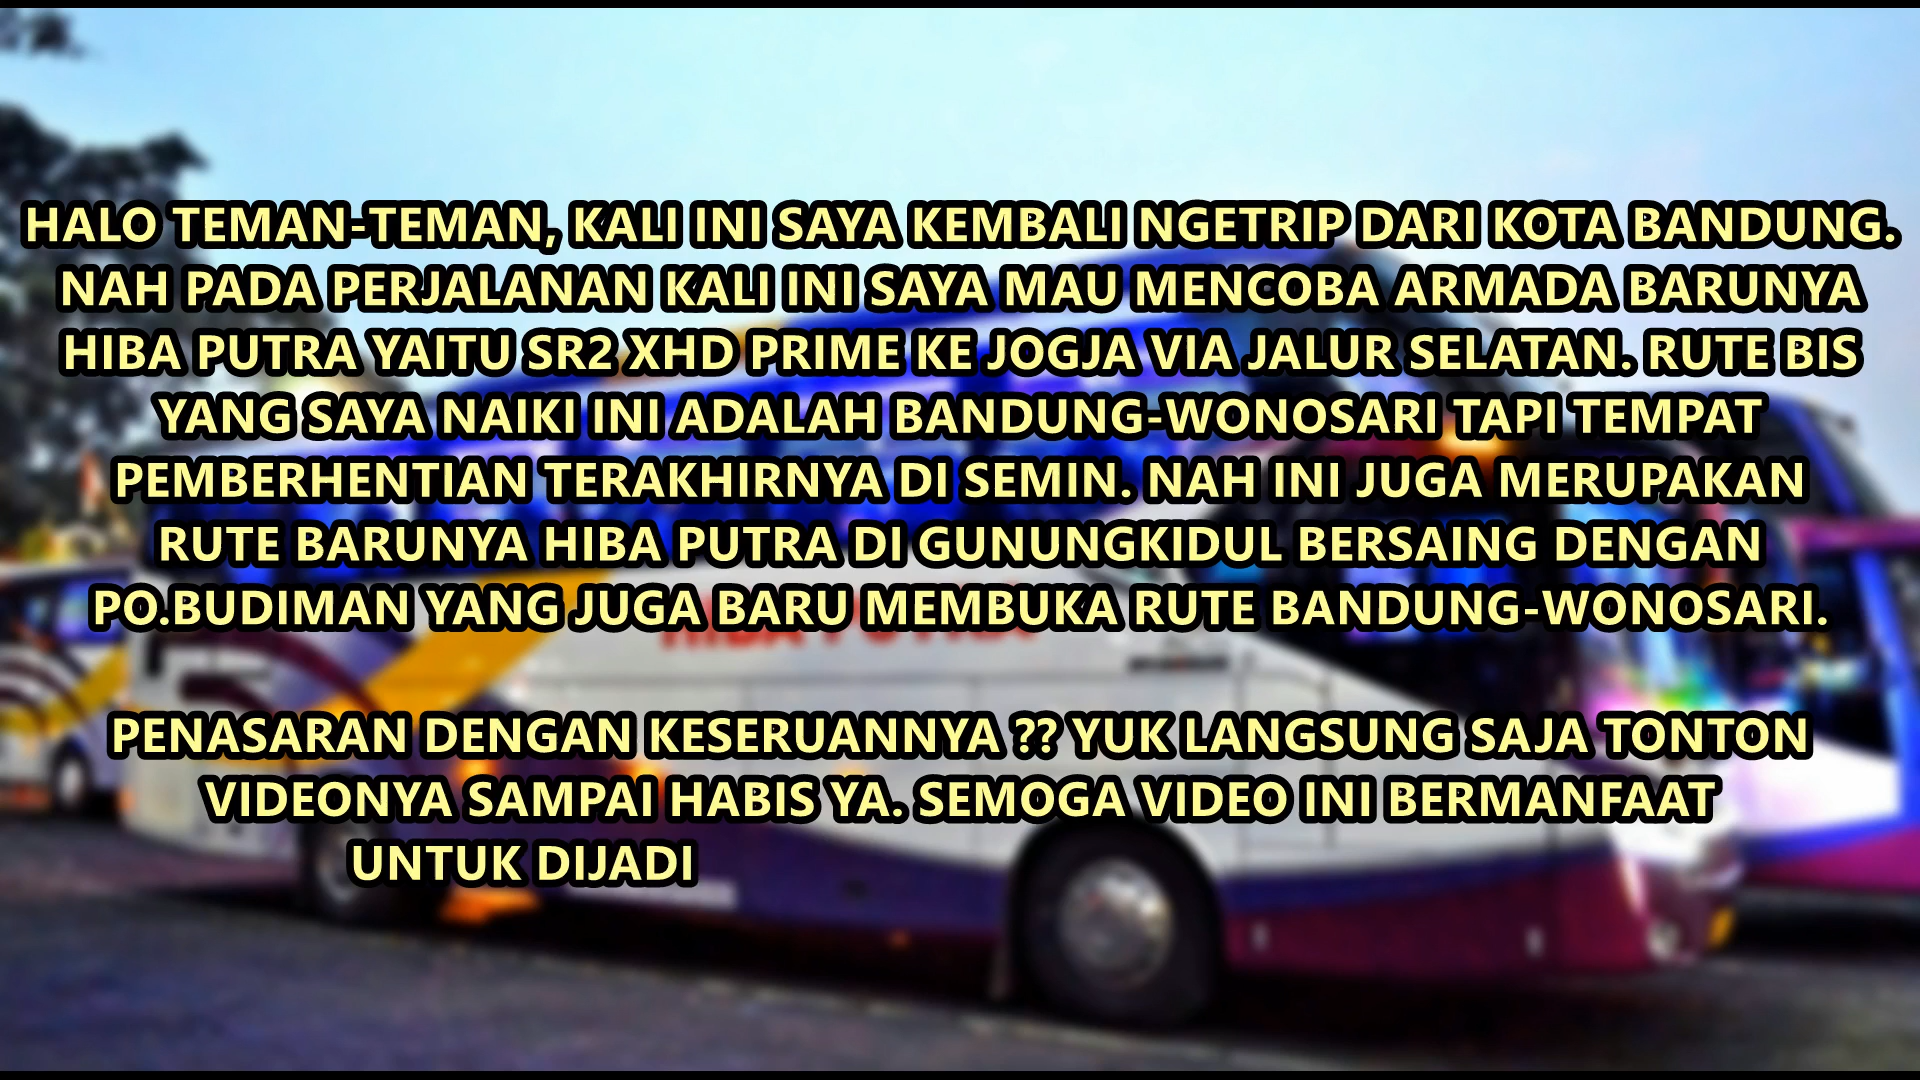 HALO TEMAN-TEMAN, KALI INI SAYA KEMBALI NGETRIP DARI KOTA BANDUNG.
NAH PADA PERJALANAN KALI INI SAYA MAU MENCOBA ARMADA BARUNYA
HIBA PUTRA YAITU SR2 XHD PRIME KE JOGJA VIA JALUR SELATAN. RUTE BIS
YANG SAYA NAIKI INI ADALAH BANDUNG-WONOSARI TAPI TEMPAT
PEMBERHENTIAN TERAKHIRNYA DI SEMIN. NAH INI JUGA MERUPAKAN
RUTE BARUNYA HIBA PUTRA DI GUNUNGKIDUL BERSAING DENGAN
PO.BUDIMAN YANG JUGA BARU MEMBUKA RUTE BANDUNG-WONOSARI.
PENASARAN DENGAN KESERUANNYA ?? YUK LANGSUNG SAJA TONTON
VIDEONYA SAMPAI HABIS YA. SEMOGA VIDEO INI BERMANFAAT
UNTUK DIJADI